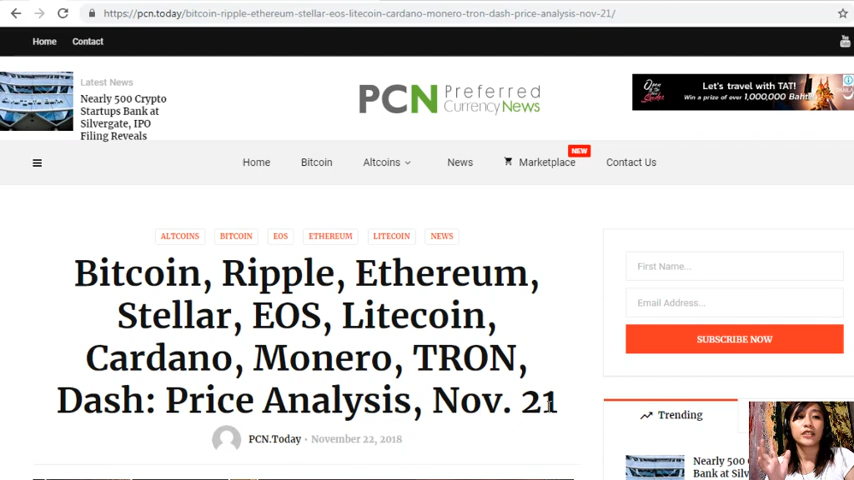 https://pcn.today/bitcoin-ripple-ethereum-stellar-eos-litecoin-cardano-monero-tron-dash-price-analysis-nov-21/
Home Contact
You
Latest News
Nearly 500 Crypto
Startups Bank at
Silvergate, IPO
Filing Reveals
PCN Preferred
Currency News
Let's travel with TAT!
Win a prize of over 1,000,000 Baht
Home Bitcoin Altcoins News Marketplace NEW Contact Us
ALTCOINS BITCOIN EOS ETHEREUM LITECOIN NEWS
Bitcoin, Ripple, Ethereum,
Stellar, EOS, Litecoin,
Cardano, Monero, TRON,
Dash: Price Analysis, Nov. 21
PCN.Today • November 22, 2018
First Name...
Email Address...
SUBSCRIBE NOW
Trending
Nearly 500
Bank at Silv